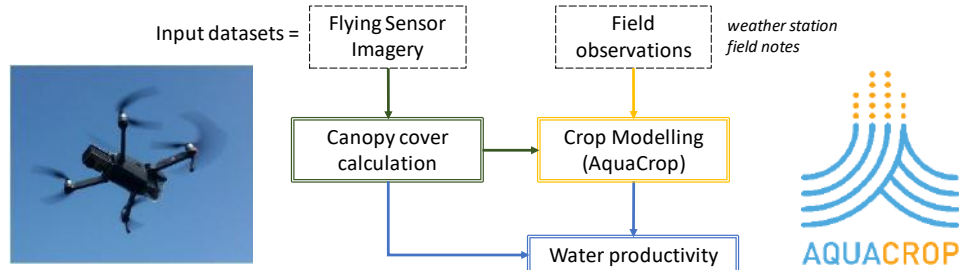 Input datasets =
Flying Sensor
Imagery
Field
observations
weather station
field notes
Canopy cover
calculation
Crop Modelling
(AquaCrop)
Water productivity
AQUACROP